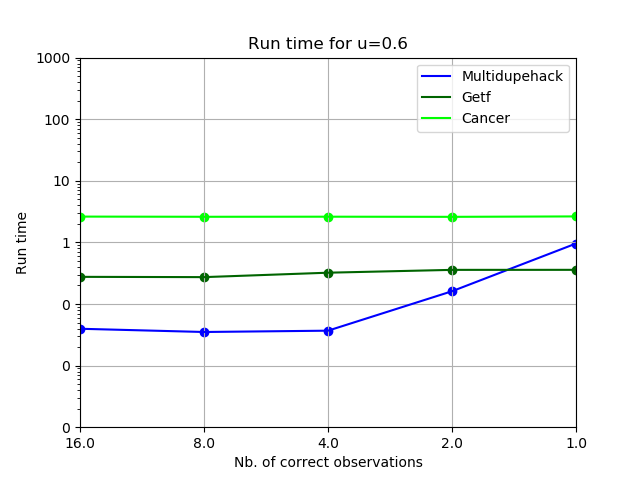 Run time for u=0.6
1000
100
10
1
0
0
0
Run time
Multidupehack
Getf
Cancer
16.0 8.0 4.0 2.0 1.0
Nb. of correct observations